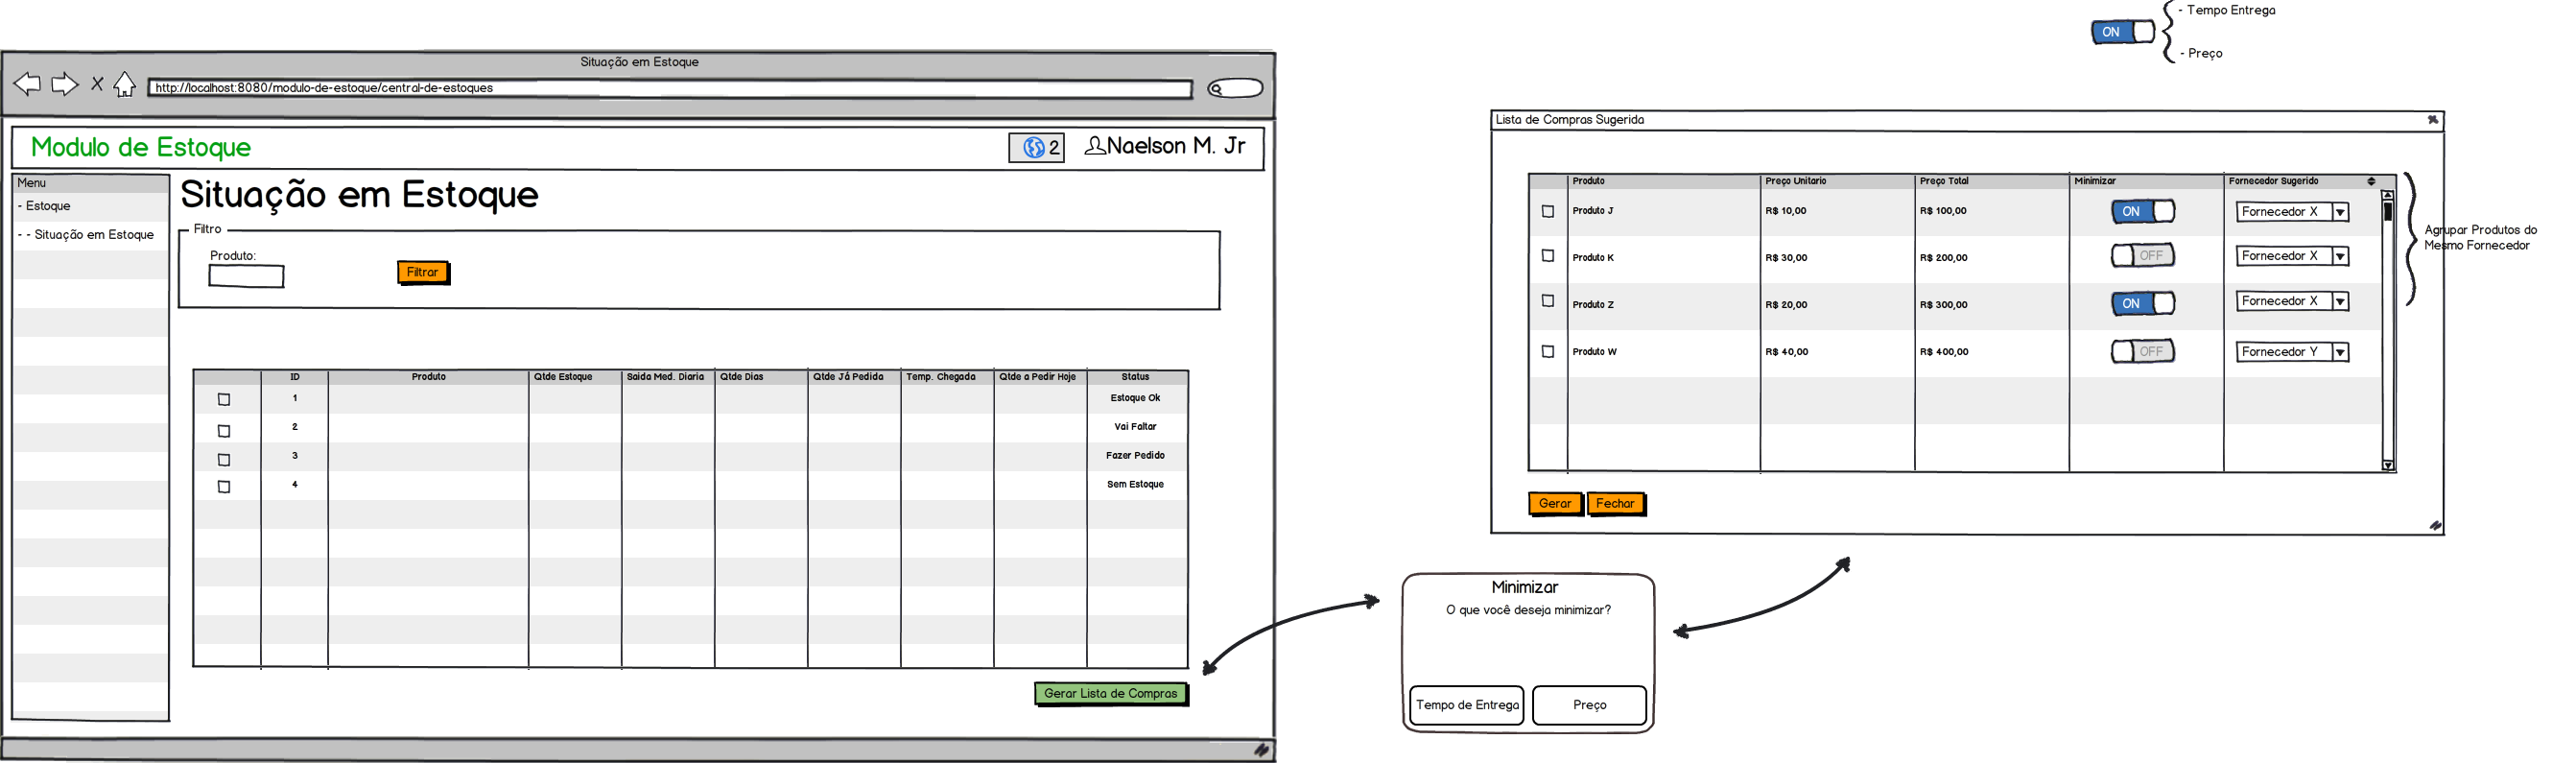 Situação em Estoque
http://localhost:8080/modulo-de-estoque/central-de-estoques
Modulo de Estoque
2
Naelson M. Jr
Menu
- Estoque
- - Situação em Estoque
Situação em Estoque
Filtro
Produto:
Filtrar
ID Produto Qtde Estoque Saida Med. Diaria Qtde Dias Qtde Já Pedida Temp. Chegada Qtde a Pedir Hoje Status
1 Estoque Ok
2 Vai Faltar
3 Fazer Pedido
4 Sem Estoque
Gerar Lista de Compras
Minimizar
O que você deseja minimizar?
Tempo de Entrega
Preço
ON
- Tempo Entrega
- Preço
Lista de Compras Sugerida
Produto Preço Unitario Preço Total Minimizar Fornecedor Sugerido
Produto J R$ 10,00 R$ 100,00 ON Fornecedor X
Produto K R$ 30,00 R$ 200,00 OFF Fornecedor X
Produto Z R$ 20,00 R$ 300,00 ON Fornecedor X
Produto W R$ 40,00 R$ 400,00 OFF Fornecedor Y
Agrupar Produtos do
Mesmo Fornecedor
Gerar
Fechar